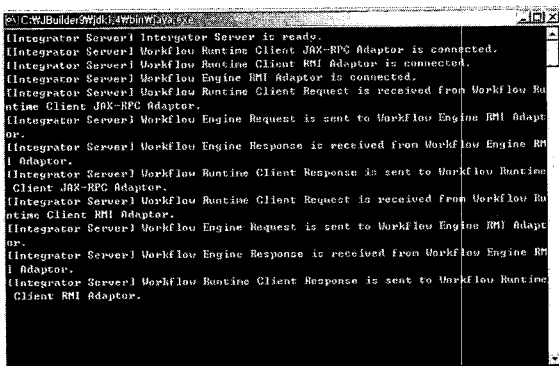 C:₩JBuilder9₩jdk1.4₩bin₩java.exe
[Integrator Server] Intergator Server is ready.
[Integrator Server] Workflow Runtime Client JAX-RPC Adaptor is connected.
[Integrator Server] Workflow Runtime Client RMI Adaptor is connected.
[Integrator Server] Workflow Engine RMI Adaptor is connected.
[Integrator Server] Workflow Runtime Client Request is received from Workflow Ru
ntime Client JAX-RPC Adaptor.
[Integrator Server] Workflow Engine Request is sent to Workflow Engine RMI Adapt
or.
[Integrator Server] Workflow Engine Response is received from Workflow Engine RM
I Adaptor.
[Integrator Server] Workflow Runtime Client Response is sent to Workflow Runtime
 Client JAX-RPC Adaptor.
[Integrator Server] Workflow Runtime Client Request is received from Workflow Ru
ntime Client RMI Adaptor.
[Integrator Server] Workflow Engine Request is sent to Workflow Engine RMI Adapt
or.
[Integrator Server] Workflow Engine Response is received from Workflow Engine RM
I Adaptor.
[Integrator Server] Workflow Runtime Client Response is sent to Workflow Runtime
 Client RMI Adaptor.